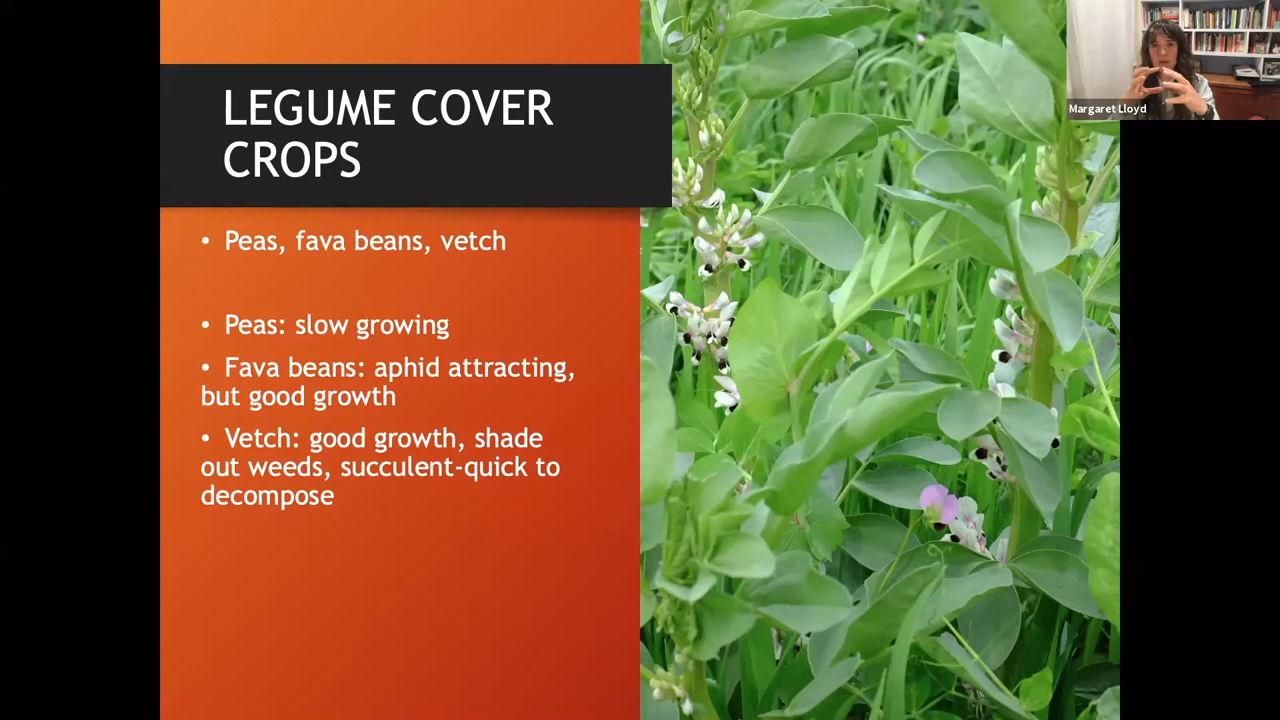 LEGUME COVER
CROPS
• Peas, fava beans, vetch
• Peas: slow growing
• Fava beans: aphid attracting,
but good growth
• Vetch: good growth, shade
out weeds, succulent-quick to
decompose
Margaret Lloyd